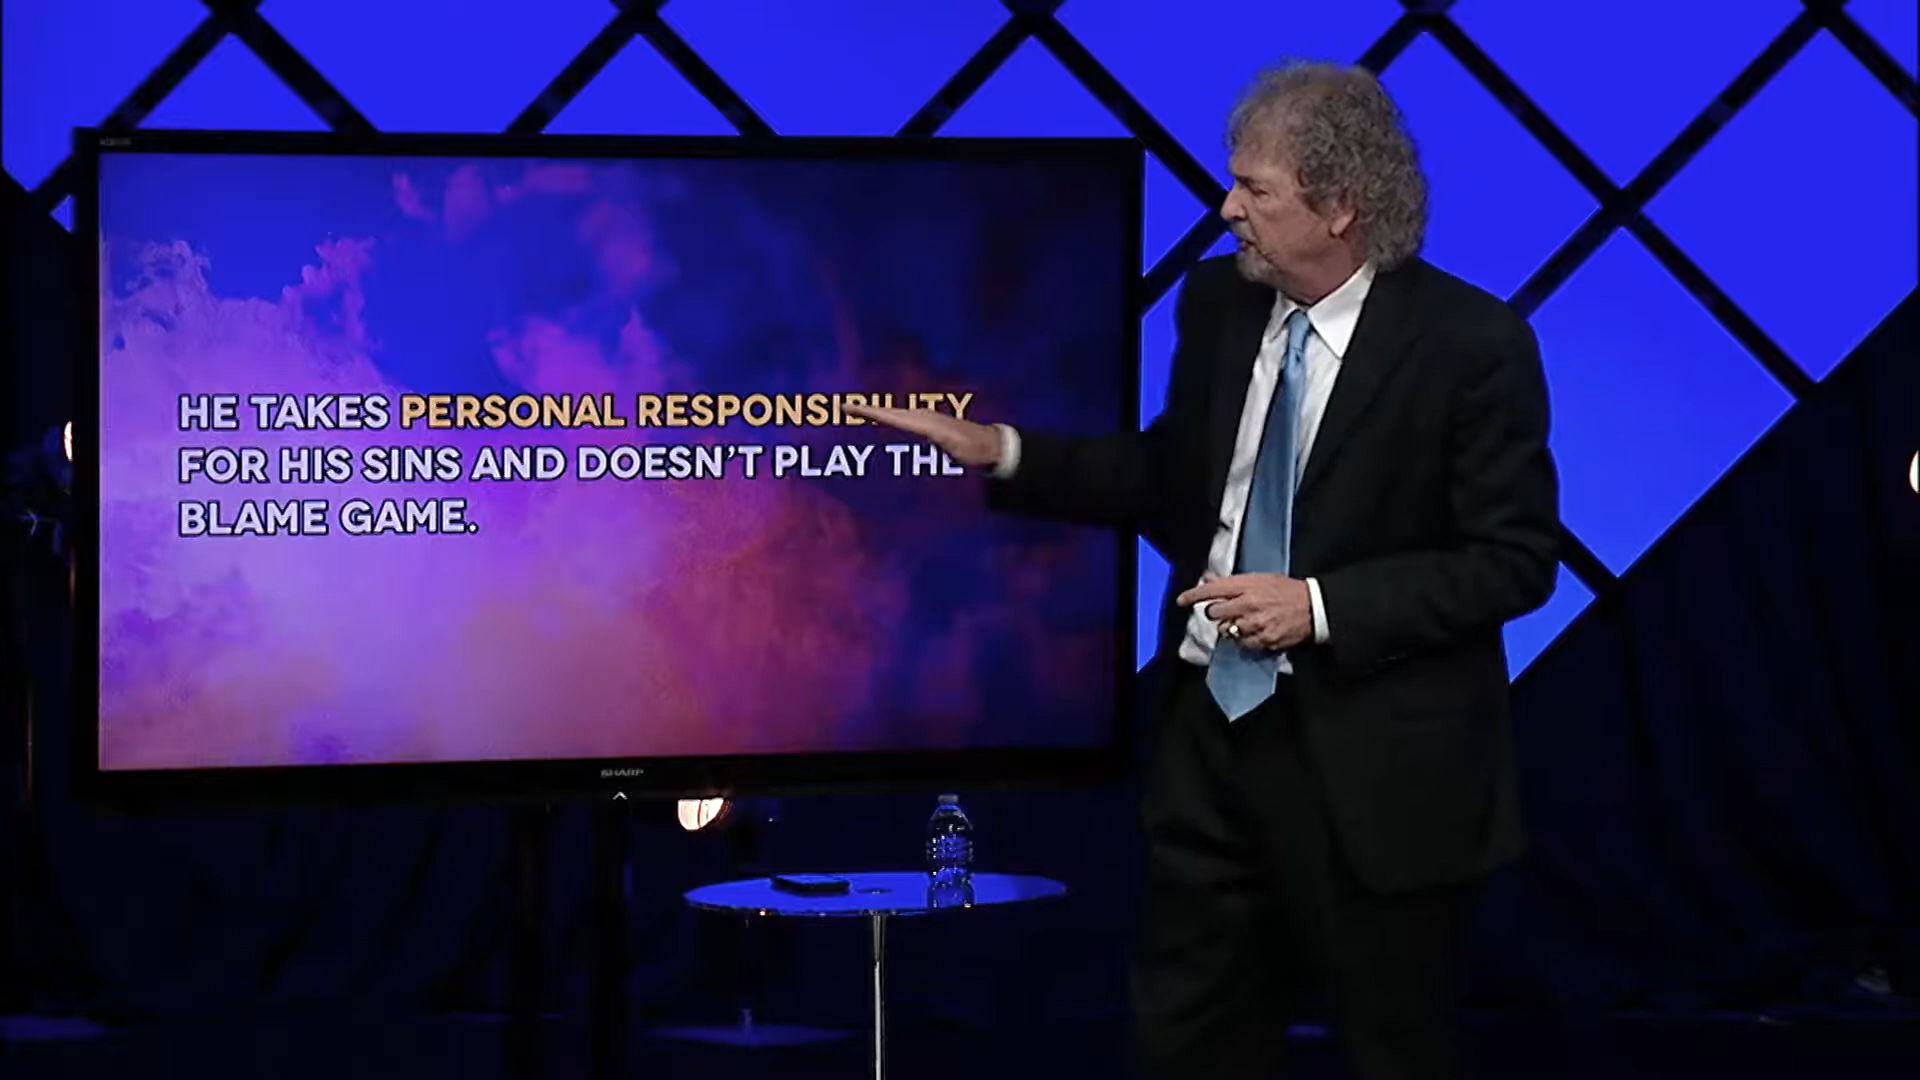 HE TAKES PERSONAL RESPONSIBILITY
FOR HIS SINS AND DOESN'T PLAY THE
BLAME GAME.
SHARP